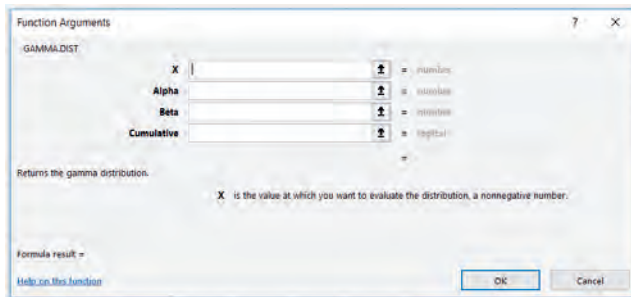 Function Arguments ? X
GAMMA.DIST
X = number
Alpha = number
Beta = number
Cumulative = logical
=
Returns the gamma distribution.
X is the value at which you want to evaluate the distribution, a nonnegative number.
Formula result =
Help on this function OK Cancel